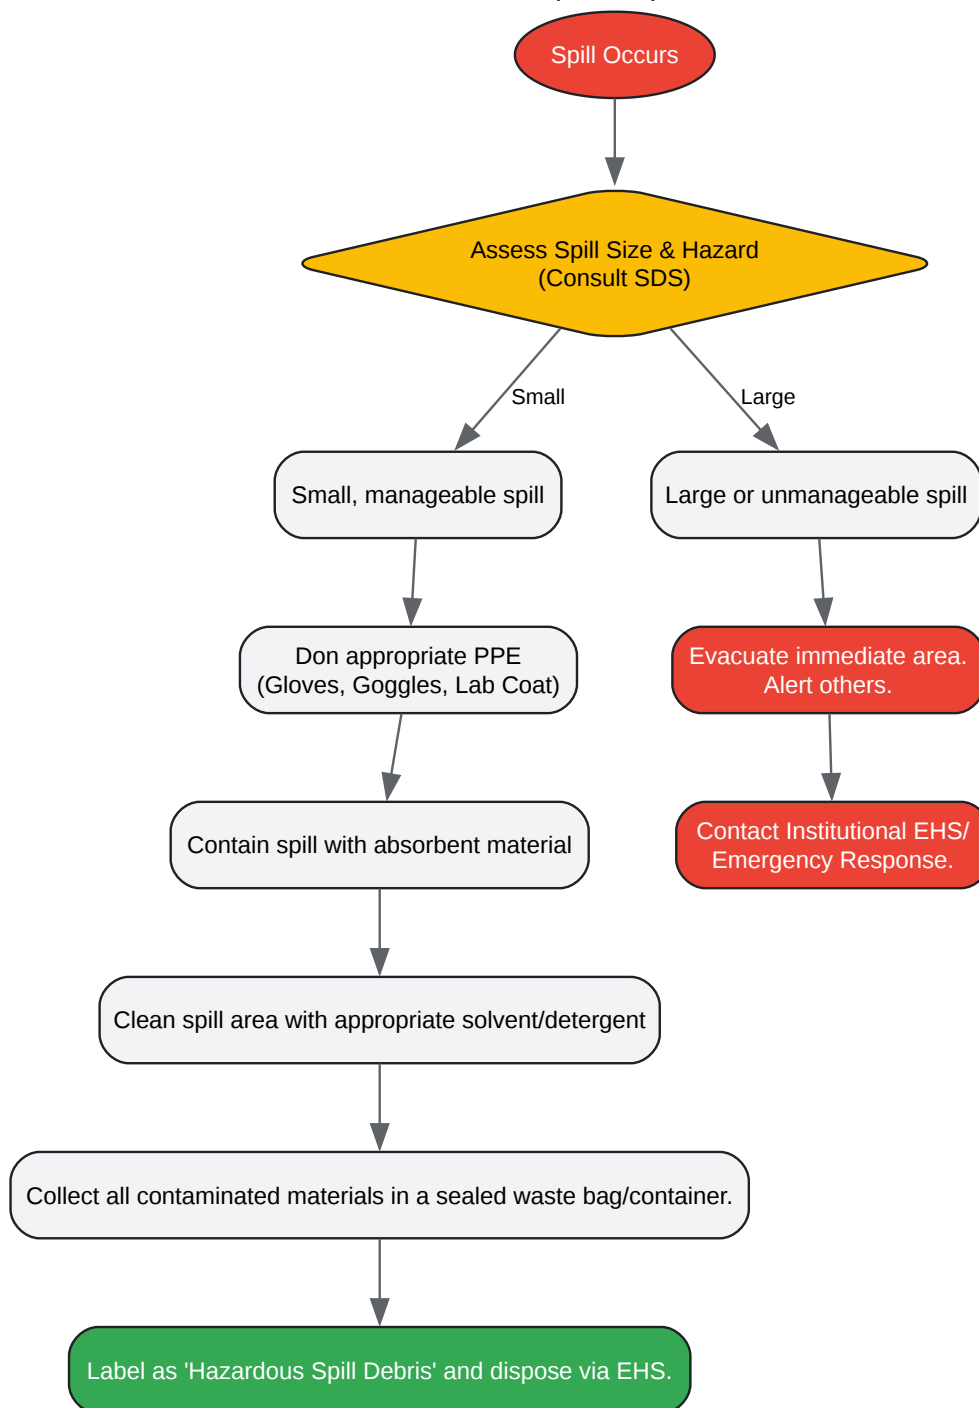 Spill Occurs
Assess Spill Size & Hazard
(Consult SDS)
Small
Large
Small, manageable spill
Large or unmanageable spill
Don appropriate PPE
(Gloves, Goggles, Lab Coat)
Evacuate immediate area.
Alert others.
Contain spill with absorbent material
Contact Institutional EHS/
Emergency Response.
Clean spill area with appropriate solvent/detergent
Collect all contaminated materials in a sealed waste bag/container.
Label as 'Hazardous Spill Debris' and dispose via EHS.